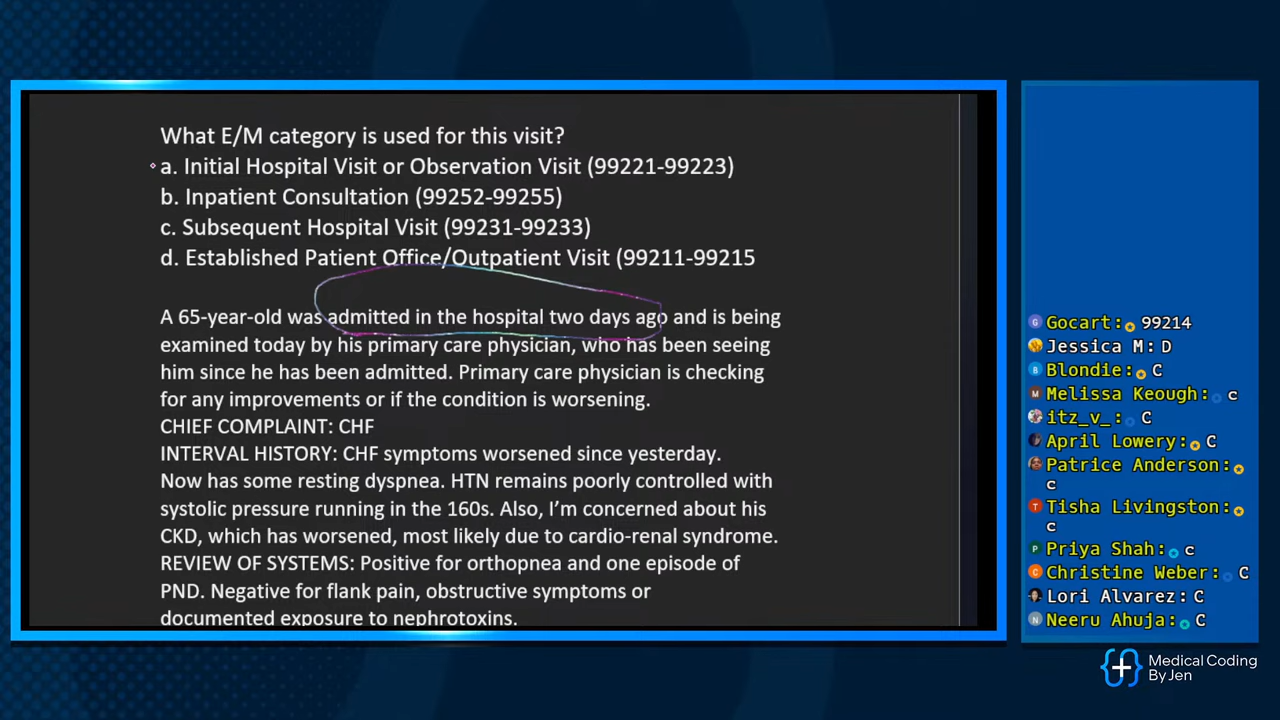 What E/M category is used for this visit?
a. Initial Hospital Visit or Observation Visit (99221-99223)
b. Inpatient Consultation (99252-99255)
c. Subsequent Hospital Visit (99231-99233)
d. Established Patient Office/Outpatient Visit (99211-99215
A 65-year-old was admitted in the hospital two days ago and is being
examined today by his primary care physician, who has been seeing
him since he has been admitted. Primary care physician is checking
for any improvements or if the condition is worsening.
CHIEF COMPLAINT: CHF
INTERVAL HISTORY: CHF symptoms worsened since yesterday.
Now has some resting dyspnea. HTN remains poorly controlled with
systolic pressure running in the 160s. Also, I'm concerned about his
CKD, which has worsened, most likely due to cardio-renal syndrome.
REVIEW OF SYSTEMS: Positive for orthopnea and one episode of
PND. Negative for flank pain, obstructive symptoms or
documented exposure to nephrotoxins.
G Gocart: 99214
Jessica M: D
B Blondie: C
M Melissa Keough: c
itz_v_: C
April Lowery: C
Patrice Anderson:
c
T Tisha Livingston:
c
P Priya Shah: c
C Christine Weber: C
Lori Alvarez: C
N Neeru Ahuja: C
Medical Coding
By Jen